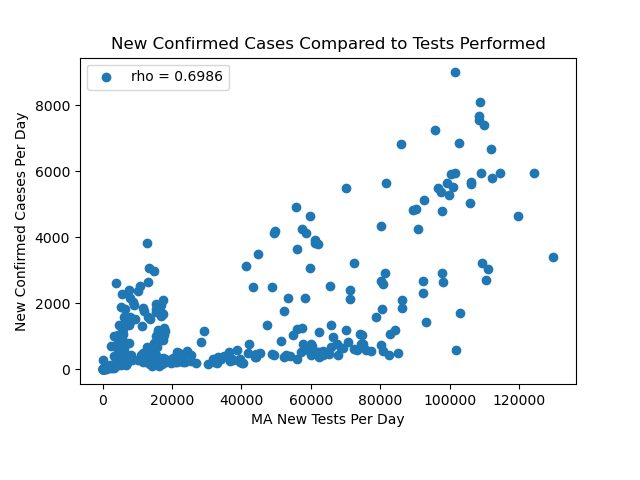 New Confirmed Cases Compared to Tests Performed
rho = 0.6986
New Confirmed Caeses Per Day
8000
6000
4000
2000
0
0 20000 40000 60000 80000 100000 120000
MA New Tests Per Day